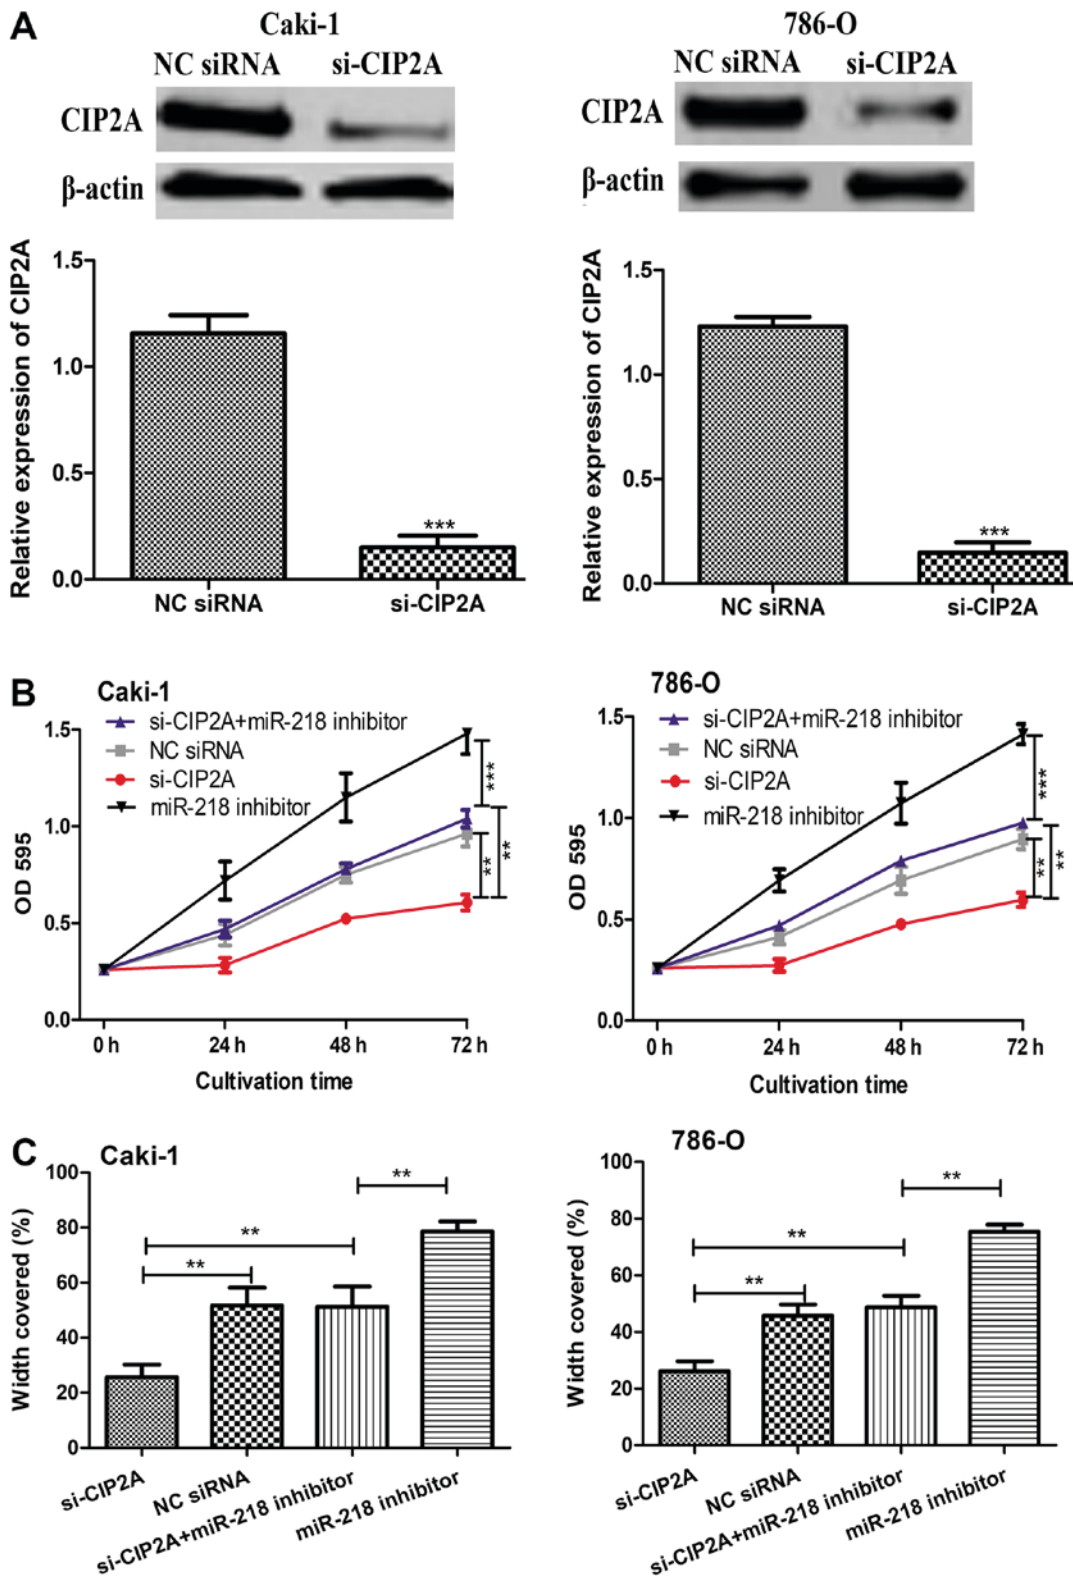 A
Caki-1
NC siRNA
si-CIP2A
CIP2A
β-actin
Relative expression of CIP2A
1.5
1.0
0.5
0.0
***
NC siRNA
si-CIP2A
786-O
NC siRNA
si-CIP2A
CIP2A
β-actin
Relative expression of CIP2A
1.5
1.0
0.5
0.0
***
NC siRNA
si-CIP2A
B
Caki-1
si-CIP2A+miR-218 inhibitor
NC siRNA
si-CIP2A
miR-218 inhibitor
OD 595
1.5
1.0
0.5
0.0
***
**
**
0 h
24 h
48 h
72 h
Cultivation time
786-O
si-CIP2A+miR-218 inhibitor
NC siRNA
si-CIP2A
miR-218 inhibitor
OD 595
1.5
1.0
0.5
0.0
***
**
**
0 h
24 h
48 h
72 h
Cultivation time
C
Caki-1
Width covered (%)
100
80
60
40
20
0
**
**
**
si-CIP2A
NC siRNA
si-CIP2A+miR-218 inhibitor
miR-218 inhibitor
786-O
Width covered (%)
100
80
60
40
20
0
**
**
**
si-CIP2A
NC siRNA
si-CIP2A+miR-218 inhibitor
miR-218 inhibitor